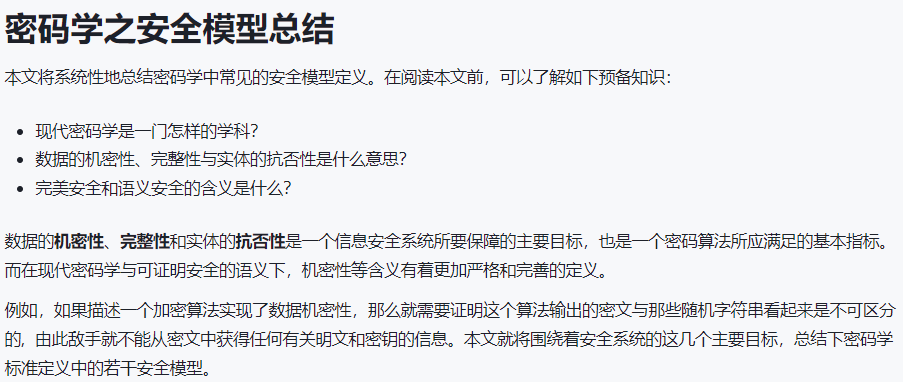 密码学之安全模型总结
本文将系统性地总结密码学中常见的安全模型定义。在阅读本文前，可以了解如下预备知识：
• 现代密码学是一门怎样的学科？
• 数据的机密性、完整性与实体的抗否性是什么意思？
• 完美安全和语义安全的含义是什么？
数据的机密性、完整性和实体的抗否性是一个信息安全系统所要保障的主要目标，也是一个密码算法所应满足的基本指标。
而在现代密码学与可证明安全的语义下，机密性等含义有着更加严格和完善的定义。
例如，如果描述一个加密算法实现了数据机密性，那么就需要证明这个算法输出的密文与那些随机字符串看起来是不可区分
的，由此敌手就不能从密文中获得任何有关明文和密钥的信息。本文就将围绕着安全系统的这几个主要目标，总结下密码学
标准定义中的若干安全模型。